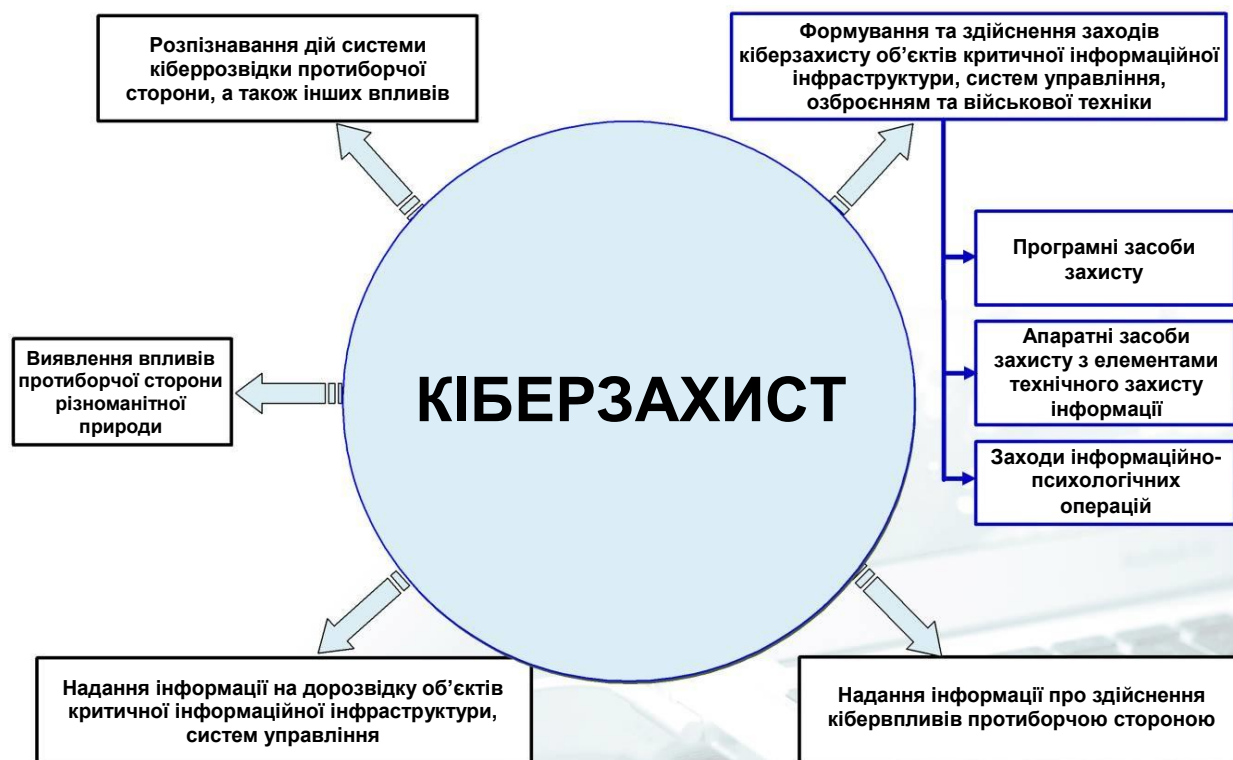 Розпізнавання дій системи
кіберрозвідки протиборчої
сторони, а також інших впливів
Формування та здійснення заходів
кіберзахисту об’єктів критичної інформаційної
інфраструктури, систем управління,
озброєнням та військової техніки
Програмні засоби
захисту
Виявлення впливів
протиборчої сторони
різноманітної
природи
КІБЕРЗАХИСТ
Апаратні засоби
захисту з елементами
технічного захисту
інформації
Заходи інформаційно-
психологічних
операцій
Надання інформації на дорозвідку об’єктів
критичної інформаційної інфраструктури,
систем управління
Надання інформації про здійснення
кібервпливів протиборчою стороною